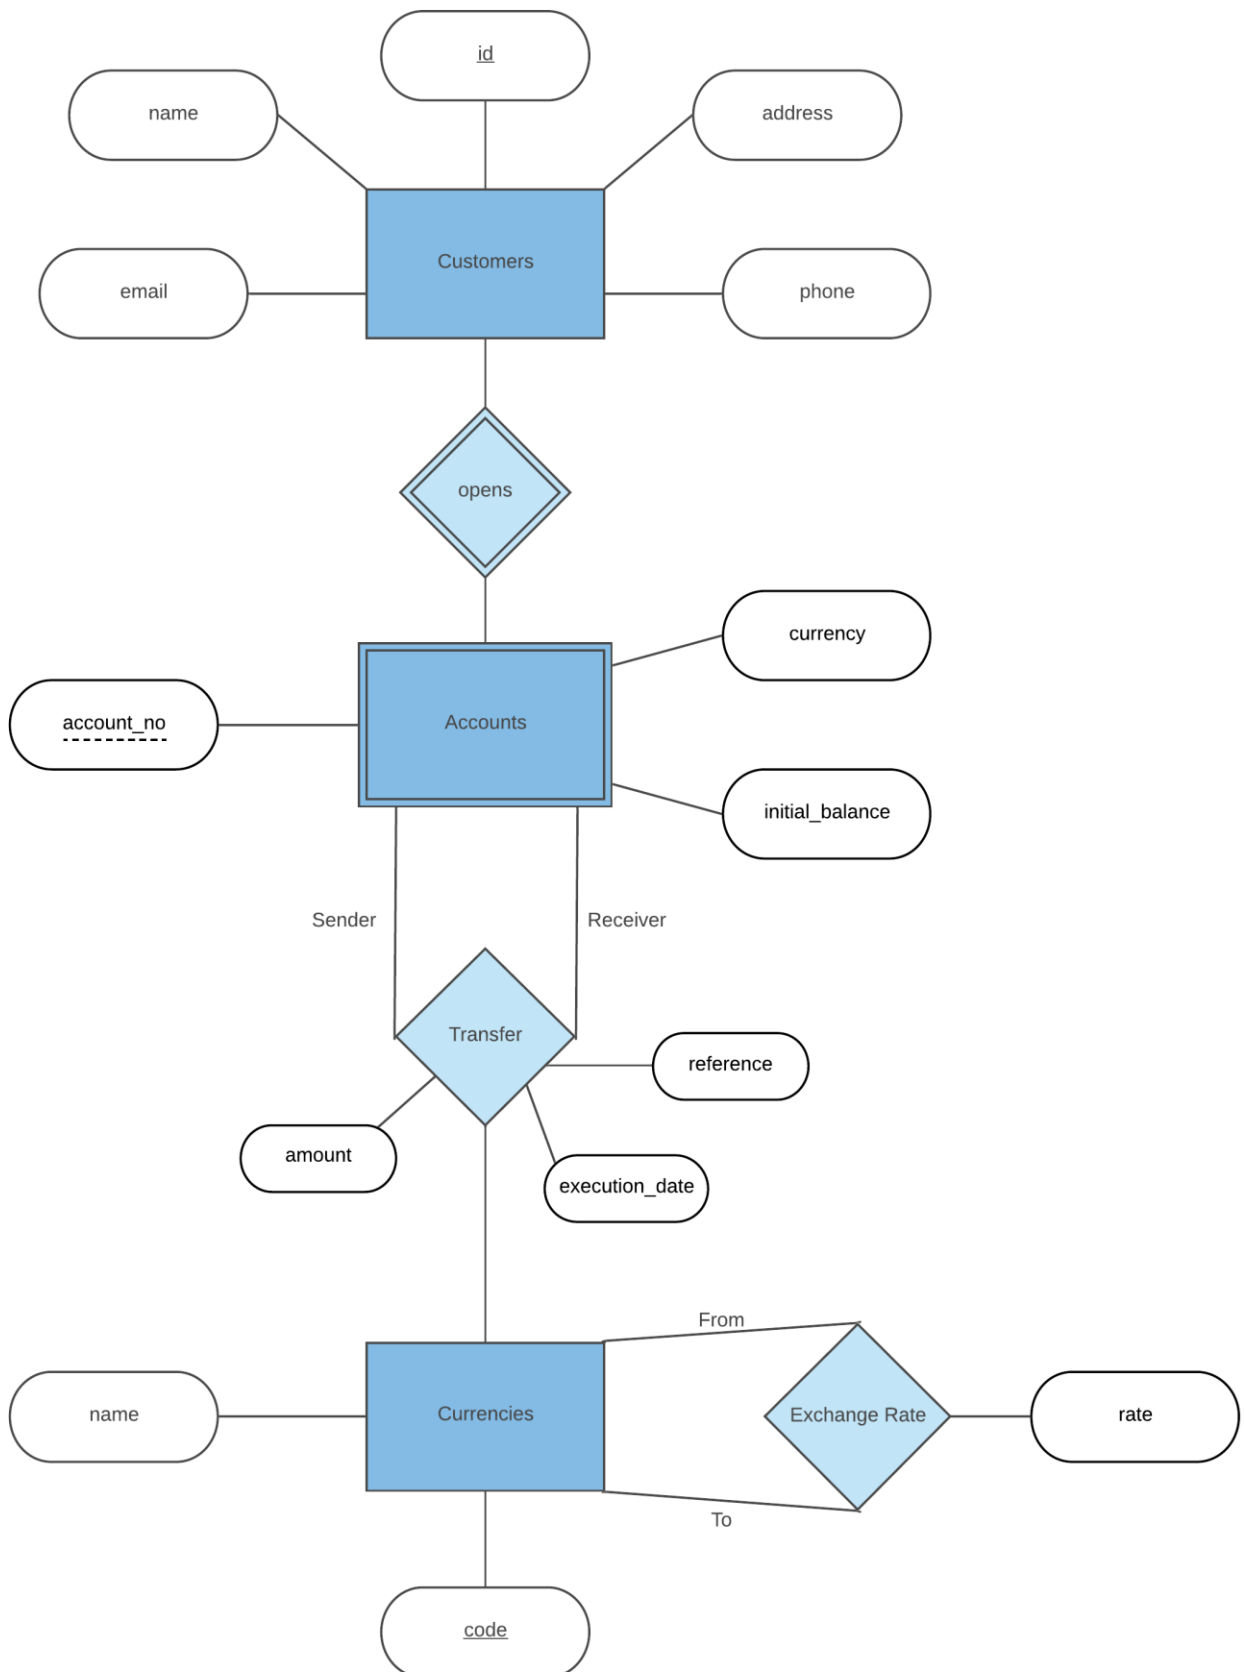 id
name
address
Customers
email
phone
opens
currency
account_no
Accounts
initial_balance
Sender
Receiver
Transfer
reference
amount
execution_date
From
name
Currencies
Exchange Rate
rate
To
code